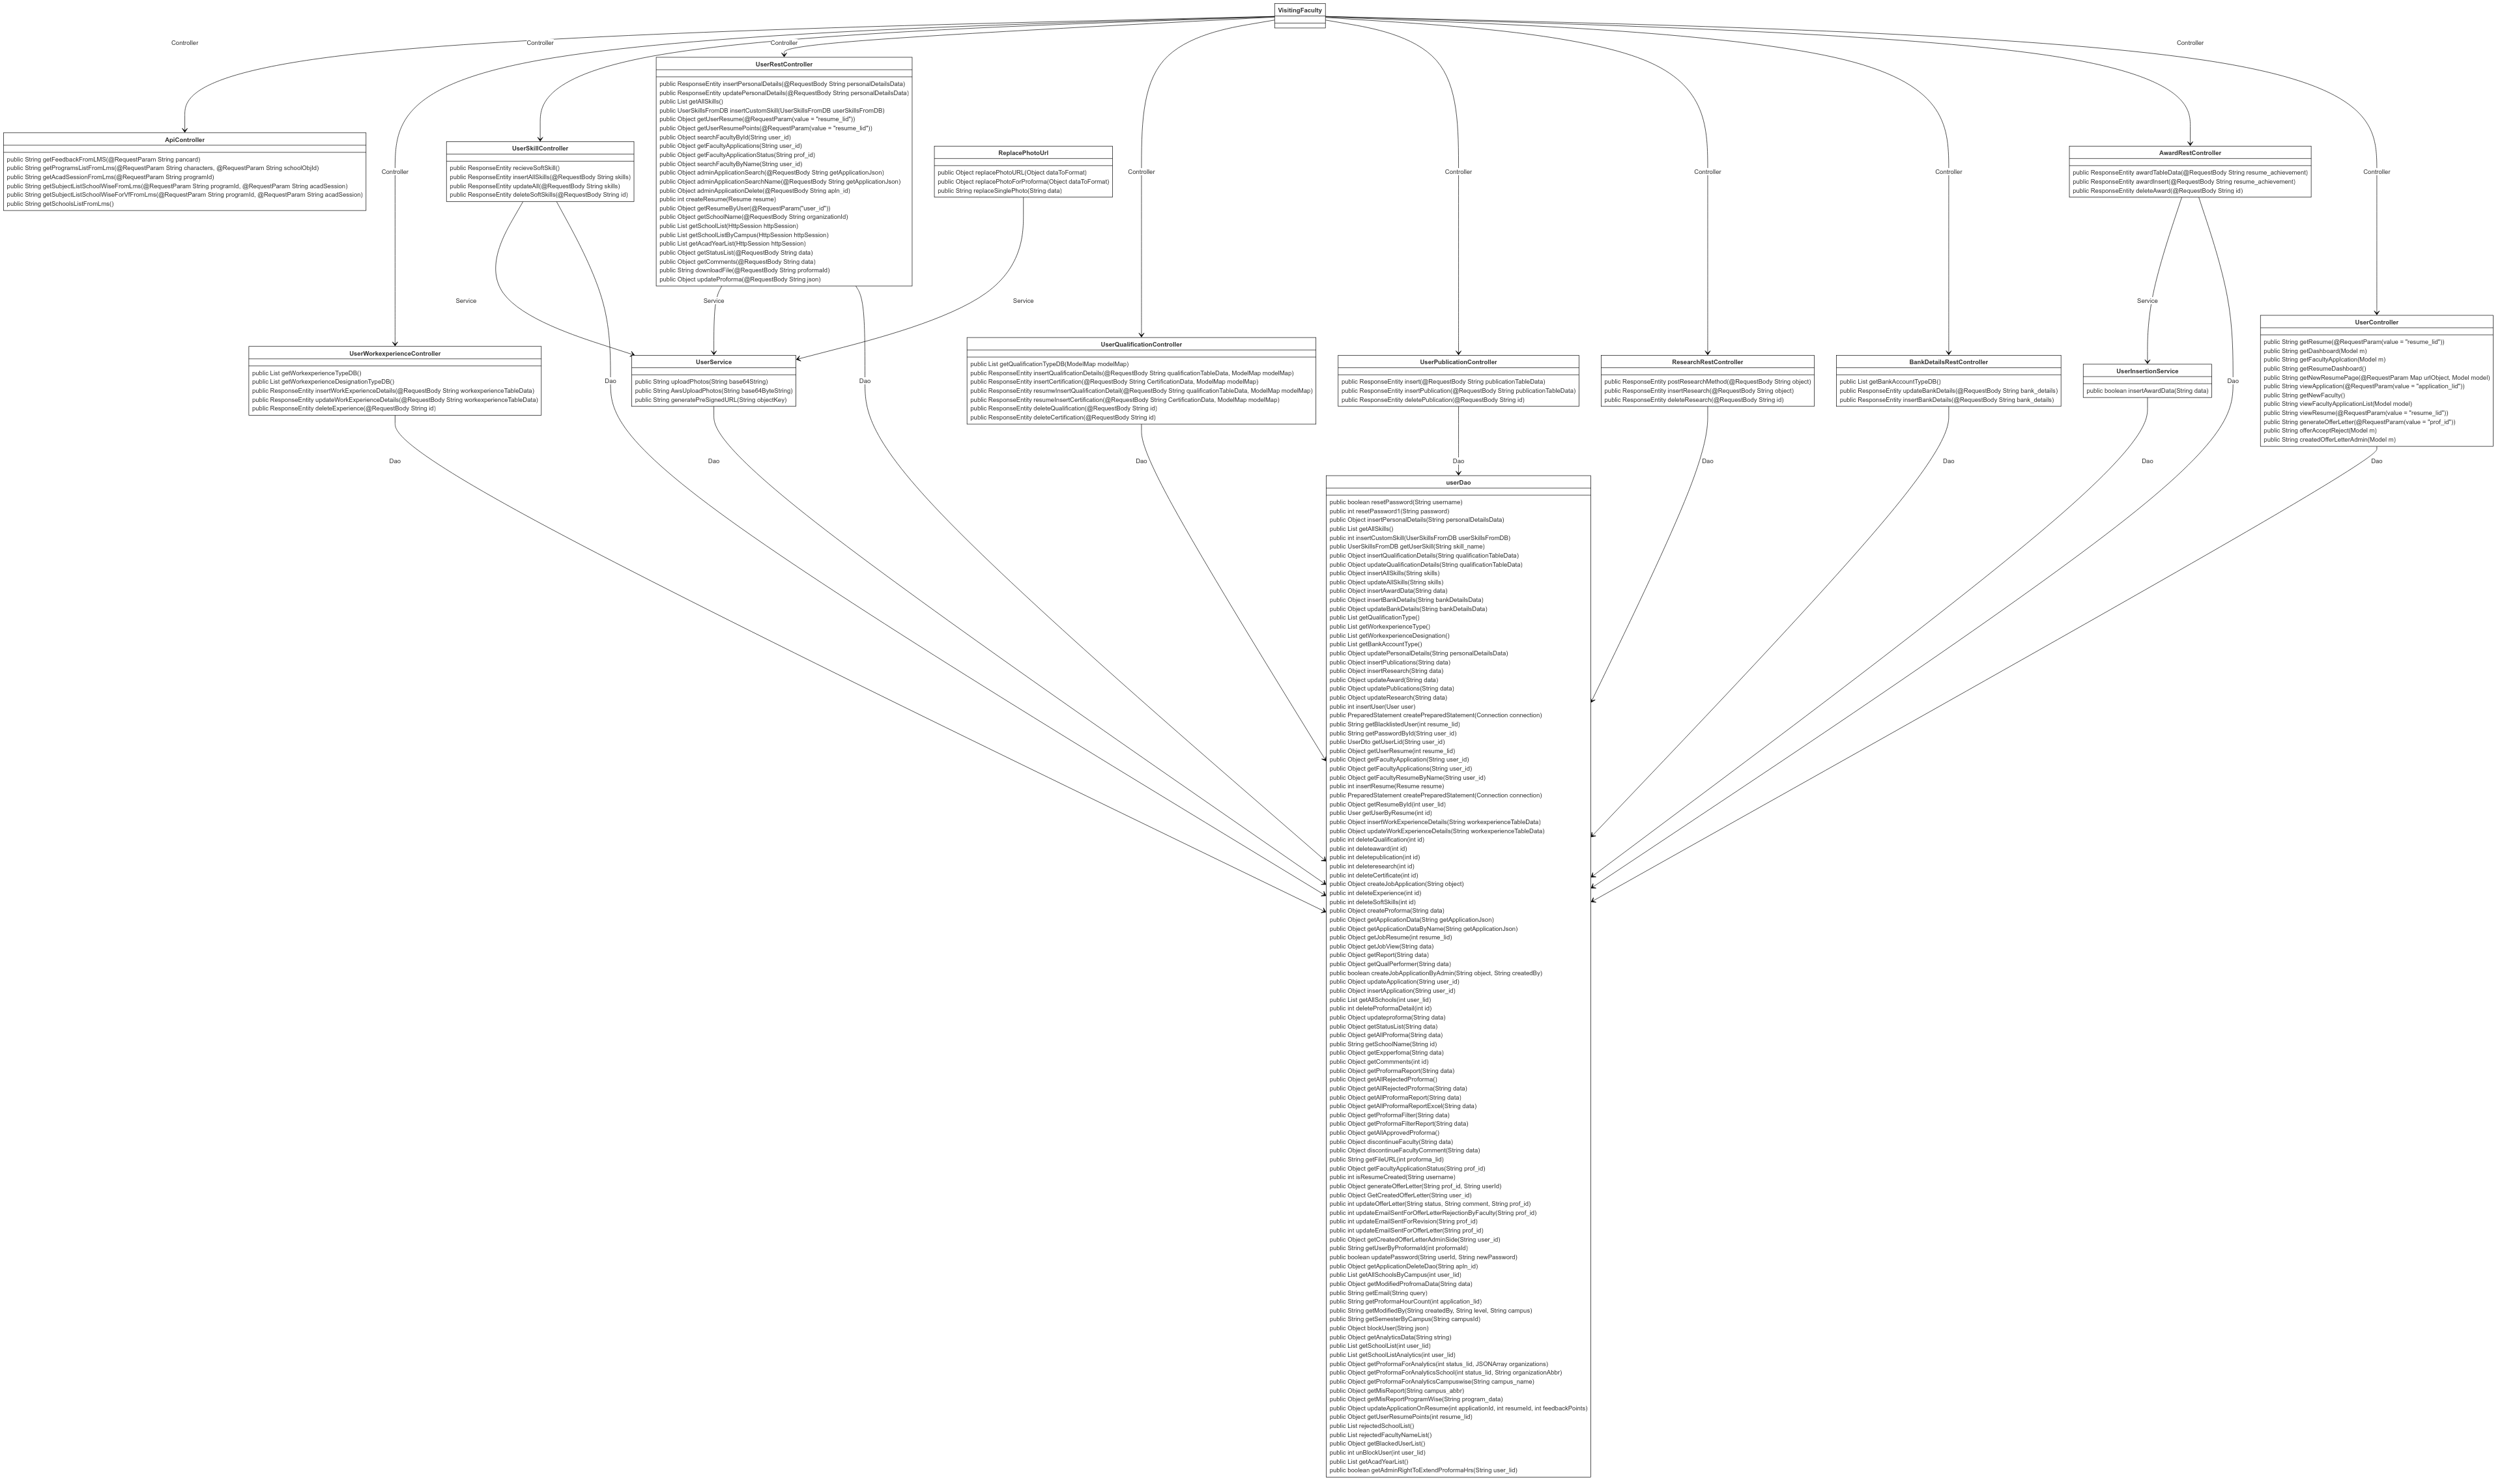 VisitingFaculty
Controller
Controller
Controller
Controller
UserRestController
public ResponseEntity insertPersonalDetails(@RequestBody String personalDetailsData)
public ResponseEntity updatePersonalDetails(@RequestBody String personalDetailsData)
public List getAllSkills()
public UserSkillsFromDB insertCustomSkill(UserSkillsFromDB userSkillsFromDB)
public Object getUserResume(@RequestParam(value = "resume_lid"))
public Object getUserResumePoints(@RequestParam(value = "resume_lid"))
public Object searchFacultyById(String user_id)
public Object getFacultyApplications(String user_id)
public Object getFacultyApplicationStatus(String prof_id)
public Object searchFacultyByName(String user_id)
public Object adminApplicationSearch(@RequestBody String getApplicationJson)
public Object adminApplicationSearchName(@RequestBody String getApplicationJson)
public Object adminApplicationDelete(@RequestBody String apln_id)
public int createResume(Resume resume)
public Object getResumeByUser(@RequestParam("user_id"))
public Object getSchoolName(@RequestBody String organizationId)
public List getSchoolList(HttpSession httpSession)
public List getSchoolListByCampus(HttpSession httpSession)
public List getAcadYearList(HttpSession httpSession)
public Object getStatusList(@RequestBody String data)
public Object getComments(@RequestBody String data)
public String downloadFile(@RequestBody String proformaId)
public Object updateProforma(@RequestBody String json)
ApiController
public String getFeedbackFromLMS(@RequestParam String pancard)
public String getProgramsListFromLms(@RequestParam String characters, @RequestParam String schoolObjId)
public String getAcadSessionFromLms(@RequestParam String programId)
public String getSubjectListSchoolWiseFromLms(@RequestParam String programId, @RequestParam String acadSession)
public String getSubjectListSchoolWiseForVfFromLms(@RequestParam String programId, @RequestParam String acadSession)
public String getSchoolsListFromLms()
UserSkillController
public ResponseEntity recieveSoftSkill()
public ResponseEntity insertAllSkills(@RequestBody String skills)
public ResponseEntity updateAll(@RequestBody String skills)
public ResponseEntity deleteSoftSkills(@RequestBody String id)
ReplacePhotoUrl
public Object replacePhotoURL(Object dataToFormat)
public Object replacePhotoForProforma(Object dataToFormat)
public String replaceSinglePhoto(String data)
AwardRestController
public ResponseEntity awardTableData(@RequestBody String resume_achievement)
public ResponseEntity awardInsert(@RequestBody String resume_achievement)
public ResponseEntity deleteAward(@RequestBody String id)
Controller
Controller
Controller
Controller
Controller
Controller
Service
Service
Service
Service
UserWorkexperienceController
public List getWorkexperienceTypeDB()
public List getWorkexperienceDesignationTypeDB()
public ResponseEntity insertWorkExperienceDetails(@RequestBody String workexperienceTableData)
public ResponseEntity updateWorkExperienceDetails(@RequestBody String workexperienceTableData)
public ResponseEntity deleteExperience(@RequestBody String id)
Dao
UserService
public String uploadPhotos(String base64String)
public String AwsUploadPhotos(String base64ByteString)
public String generatePreSignedURL(String objectKey)
Dao
UserQualificationController
public List getQualificationTypeDB(ModelMap modelMap)
public ResponseEntity insertQualificationDetails(@RequestBody String qualificationTableData, ModelMap modelMap)
public ResponseEntity insertCertification(@RequestBody String CertificationData, ModelMap modelMap)
public ResponseEntity resumwInsertQualificationDetail(@RequestBody String qualificationTableData, ModelMap modelMap)
public ResponseEntity resumeInsertCertification(@RequestBody String CertificationData, ModelMap modelMap)
public ResponseEntity deleteQualification(@RequestBody String id)
public ResponseEntity deleteCertification(@RequestBody String id)
UserPublicationController
public ResponseEntity insert(@RequestBody String publicationTableData)
public ResponseEntity insertPublication(@RequestBody String publicationTableData)
public ResponseEntity deletePublication(@RequestBody String id)
ResearchRestController
public ResponseEntity postResearchMethod(@RequestBody String object)
public ResponseEntity insertResearch(@RequestBody String object)
public ResponseEntity deleteResearch(@RequestBody String id)
BankDetailsRestController
public List getBankAccountTypeDB()
public ResponseEntity updateBankDetails(@RequestBody String bank_details)
public ResponseEntity insertBankDetails(@RequestBody String bank_details)
UserInsertionService
public boolean insertAwardData(String data)
Dao
UserController
public String getResume(@RequestParam(value = "resume_lid"))
public String getDashboard(Model m)
public String getFacultyApplcation(Model m)
public String getResumeDashboard()
public String getNewResumePage(@RequestParam Map urlObject, Model model)
public String viewApplication(@RequestParam(value = "application_lid"))
public String getNewFaculty()
public String viewFacultyApplicationList(Model model)
public String viewResume(@RequestParam(value = "resume_lid"))
public String generateOfferLetter(@RequestParam(value = "prof_id"))
public String offerAcceptReject(Model m)
public String createdOfferLetterAdmin(Model m)
Dao
Dao
Dao
Dao
Dao
Dao
Dao
Dao
userDao
public boolean resetPassword(String username)
public int resetPassword1(String password)
public Object insertPersonalDetails(String personalDetailsData)
public List getAllSkills()
public int insertCustomSkill(UserSkillsFromDB userSkillsFromDB)
public UserSkillsFromDB getUserSkill(String skill_name)
public Object insertQualificationDetails(String qualificationTableData)
public Object updateQualificationDetails(String qualificationTableData)
public Object insertAllSkills(String skills)
public Object updateAllSkills(String skills)
public Object insertAwardData(String data)
public Object insertBankDetails(String bankDetailsData)
public Object updateBankDetails(String bankDetailsData)
public List getQualificationType()
public List getWorkexperienceType()
public List getWorkexperienceDesignation()
public List getBankAccountType()
public Object updatePersonalDetails(String personalDetailsData)
public Object insertPublications(String data)
public Object insertResearch(String data)
public Object updateAward(String data)
public Object updatePublications(String data)
public Object updateResearch(String data)
public int insertUser(User user)
public PreparedStatement createPreparedStatement(Connection connection)
public String getBlacklistedUser(int resume_lid)
public String getPasswordById(String user_id)
public UserDto getUserLid(String user_id)
public Object getUserResume(int resume_lid)
public Object getFacultyApplication(String user_id)
public Object getFacultyApplications(String user_id)
public Object getFacultyResumeByName(String user_id)
public int insertResume(Resume resume)
public PreparedStatement createPreparedStatement(Connection connection)
public Object getResumeById(int user_lid)
public User getUserByResume(int id)
public Object insertWorkExperienceDetails(String workexperienceTableData)
public Object updateWorkExperienceDetails(String workexperienceTableData)
public int deleteQualification(int id)
public int deleteaward(int id)
public int deletepublication(int id)
public int deleteresearch(int id)
public int deleteCertificate(int id)
public Object createJobApplication(String object)
public int deleteExperience(int id)
public int deleteSoftSkills(int id)
public Object createProforma(String data)
public Object getApplicationData(String getApplicationJson)
public Object getApplicationDataByName(String getApplicationJson)
public Object getJobResume(int resume_lid)
public Object getJobView(String data)
public Object getReport(String data)
public Object getQualPerformer(String data)
public boolean createJobApplicationByAdmin(String object, String createdBy)
public Object updateApplication(String user_id)
public Object insertApplication(String user_id)
public List getAllSchools(int user_lid)
public int deleteProformaDetail(int id)
public Object updateproforma(String data)
public Object getStatusList(String data)
public Object getAllProforma(String data)
public String getSchoolName(String id)
public Object getExpperfoma(String data)
public Object getCommments(int id)
public Object getProformaReport(String data)
public Object getAllRejectedProforma()
public Object getAllRejectedProforma(String data)
public Object getAllProformaReport(String data)
public Object getAllProformaReportExcel(String data)
public Object getProformaFilter(String data)
public Object getProformaFilterReport(String data)
public Object getAllApprovedProforma()
public Object discontinueFaculty(String data)
public Object discontinueFacultyComment(String data)
public String getFileURL(int proforma_lid)
public Object getFacultyApplicationStatus(String prof_id)
public int isResumeCreated(String username)
public Object generateOfferLetter(String prof_id, String userId)
public Object GetCreatedOfferLetter(String user_id)
public int updateOfferLetter(String status, String comment, String prof_id)
public int updateEmailSentForOfferLetterRejectionByFaculty(String prof_id)
public int updateEmailSentForRevision(String prof_id)
public int updateEmailSentForOfferLetter(String prof_id)
public Object getCreatedOfferLetterAdminSide(String user_id)
public String getUserByProformaId(int proformaId)
public boolean updatePassword(String userId, String newPassword)
public Object getApplicationDeleteDao(String apln_id)
public List getAllSchoolsByCampus(int user_lid)
public Object getModifiedProfromaData(String data)
public String getEmail(String query)
public String getProformaHourCount(int application_lid)
public String getModifiedBy(String createdBy, String level, String campus)
public String getSemesterByCampus(String campusId)
public Object blockUser(String json)
public Object getAnalyticsData(String string)
public List getSchoolList(int user_lid)
public List getSchoolListAnalytics(int user_lid)
public Object getProformaForAnalytics(int status_lid, JSONArray organizations)
public Object getProformaForAnalyticsSchool(int status_lid, String organizationAbbr)
public Object getProformaForAnalyticsCampuswise(String campus_name)
public Object getMisReport(String campus_abbr)
public Object getMisReportProgramWise(String program_data)
public Object updateApplicationOnResume(int applicationId, int resumeId, int feedbackPoints)
public Object getUserResumePoints(int resume_lid)
public List rejectedSchoolList()
public List rejectedFacultyNameList()
public Object getBlackedUserList()
public int unBlockUser(int user_lid)
public List getAcadYearList()
public boolean getAdminRightToExtendProformaHrs(String user_lid)